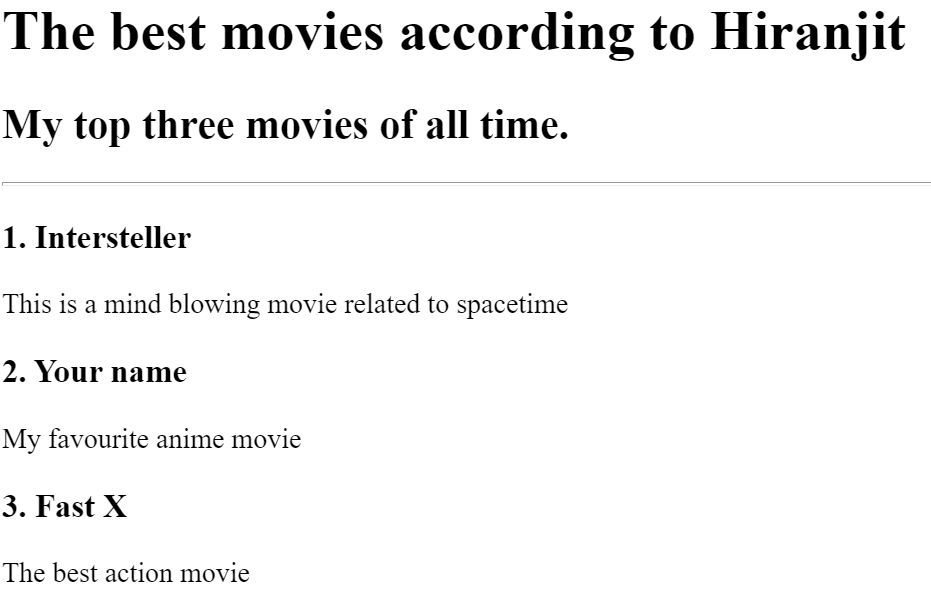 The best movies according to Hiranjit
My top three movies of all time.
1. Intersteller
This is a mind blowing movie related to spacetime
2. Your name
My favourite anime movie
3. Fast X
The best action movie